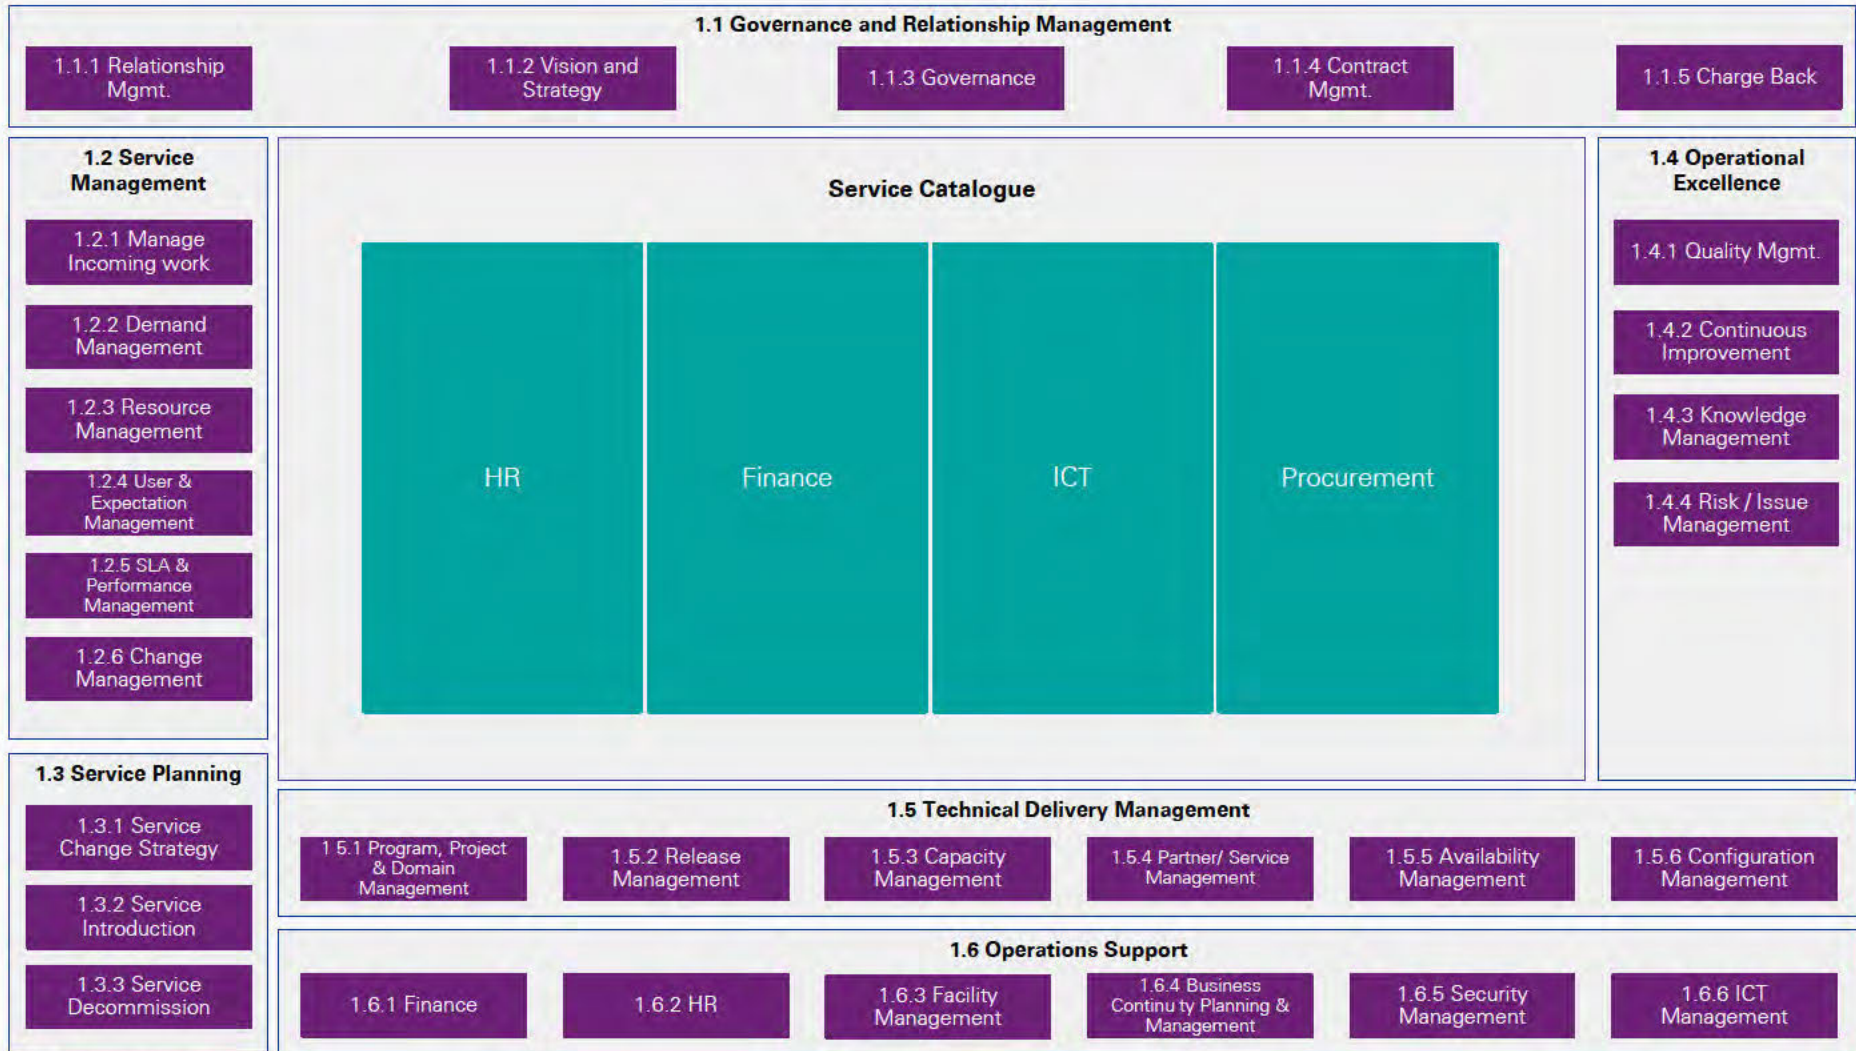 1.1 Governance and Relationship Management
1.1.1 Relationship
Mgmt.
1.1.2 Vision and
Strategy
1.1.3 Governance
1.1.4 Contract
Mgmt.
1.1.5 Charge Back
1.2 Service
Management
1.2.1 Manage
Incoming work
1.2.2 Demand
Management
1.2.3 Resource
Management
1.2.4 User &
Expectation
Management
1.2.5 SLA &
Performance
Management
1.2.6 Change
Management
Service Catalogue
HR
Finance
ICT
Procurement
1.4 Operational
Excellence
1.4.1 Quality Mgmt.
1.4.2 Continuous
Improvement
1.4.3 Knowledge
Management
1.4.4 Risk / Issue
Management
1.3 Service Planning
1.3.1 Service
Change Strategy
1.3.2 Service
Introduction
1.3.3 Service
Decommission
1.5 Technical Delivery Management
1 5.1 Program, Project
& Domain
Management
1.5.2 Release
Management
1.5.3 Capacity
Management
1.5.4 Partner/ Service
Management
1.5.5 Availability
Management
1.5.6 Configuration
Management
1.6 Operations Support
1.6.1 Finance
1.6.2 HR
1.6.3 Facility
Management
1.6.4 Business
Continu ty Planning &
Management
1.6.5 Security
Management
1.6.6 ICT
Management